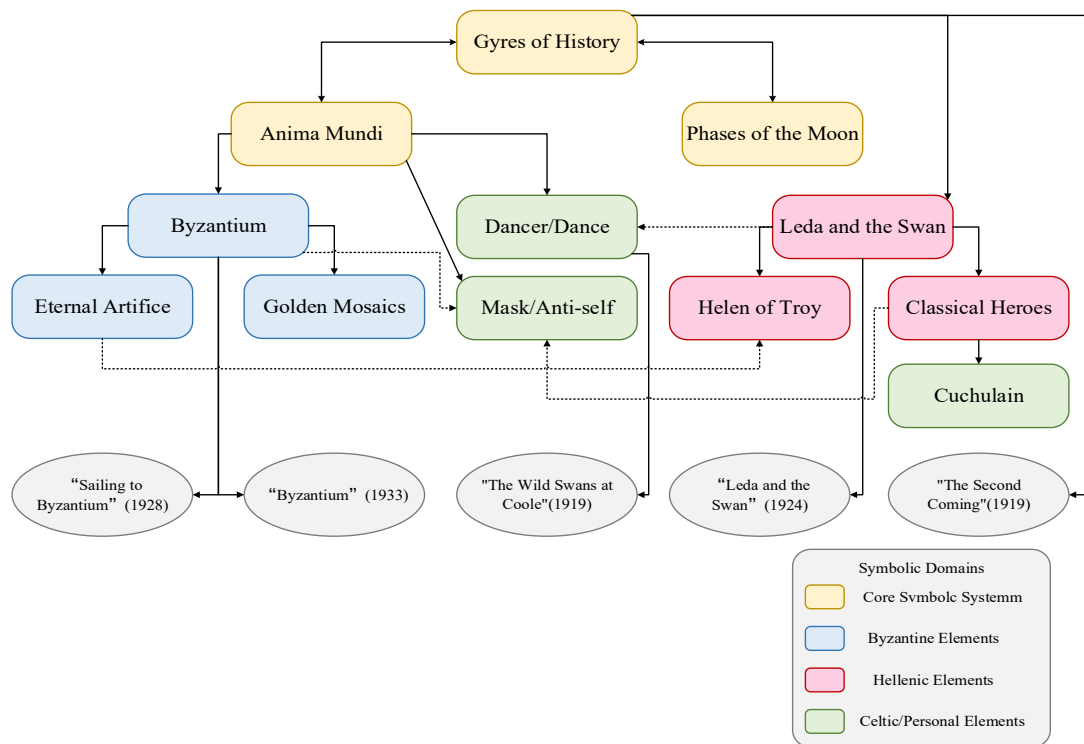 Gyres of History
Anima Mundi
Phases of the Moon
Byzantium
Dancer/Dance
Leda and the Swan
Eternal Artifice
Golden Mosaics
Mask/Anti-self
Helen of Troy
Classical Heroes
Cuchulain
“Sailing to
Byzantium” (1928)
“Byzantium” (1933)
"The Wild Swans at
Coole"(1919)
“Leda and the
Swan” (1924)
"The Second
Coming"(1919)
Symbolic Domains
Core Svmbolc Systemm
Byzantine Elements
Hellenic Elements
Celtic/Personal Elements